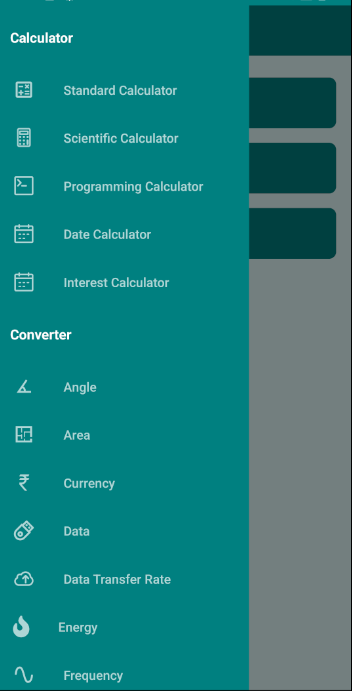 Calculator
Standard Calculator
Scientific Calculator
Programming Calculator
Date Calculator
Interest Calculator
Converter
Angle
Area
Currency
Data
Data Transfer Rate
Energy
Frequency